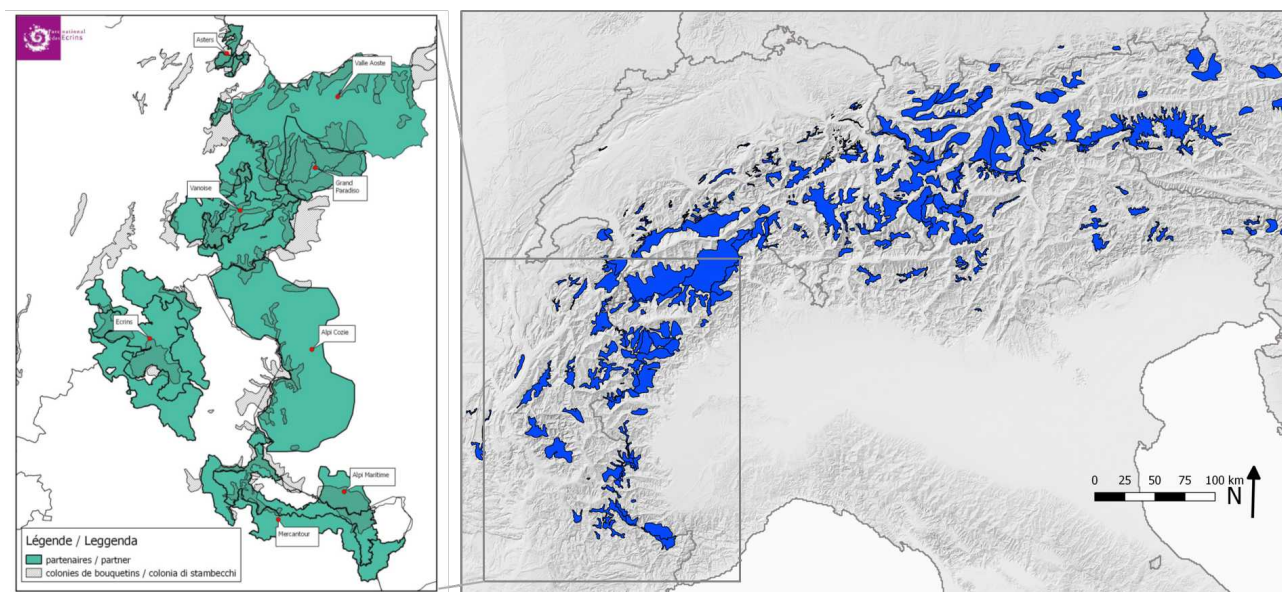 des Ecrins
Asters
Valle Aoste
Grand
Paradiso
Vanoise
Ecrins
Alpi Cozie
Alpi Maritime
Mercantour
Légende / Leggenda
partenaires / partner
colonies de bouquetins / colonia di stambecchi
0 25 50 75 100 km
N